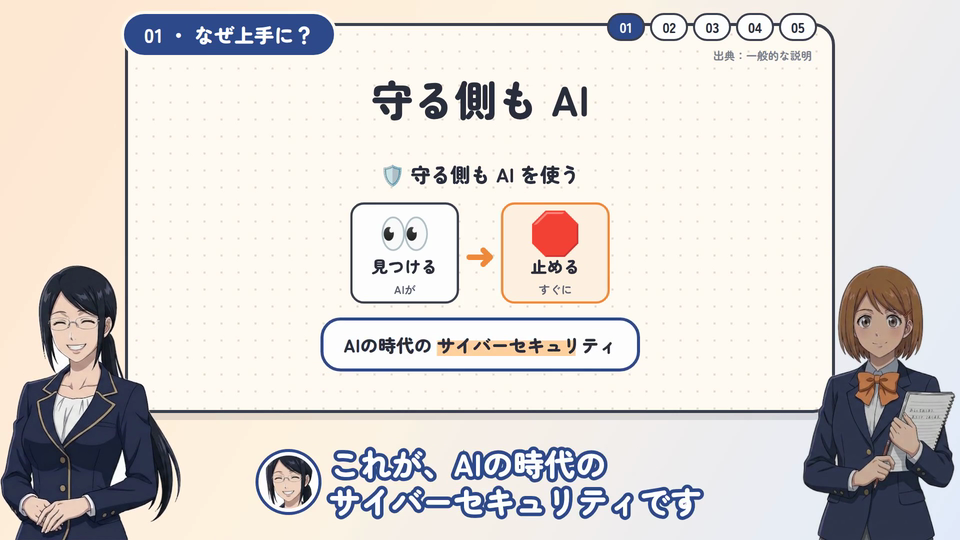 01 ・ なぜ上手に？
01 02 03 04 05
出典：一般的な説明
守る側も AI
守る側も AI を使う
見つける
AIが
止める
すぐに
AIの時代の サイバーセキュリティ
これが、AIの時代の
サイバーセキュリティです